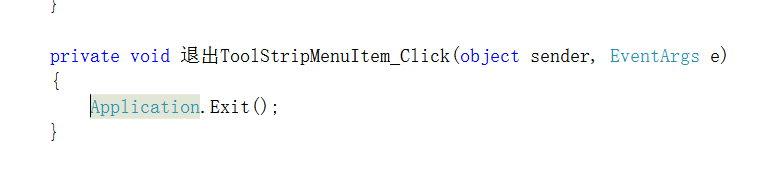 }
private void 退出ToolStripMenuItem_Click(object sender, EventArgs e)
{
Application.Exit();
}